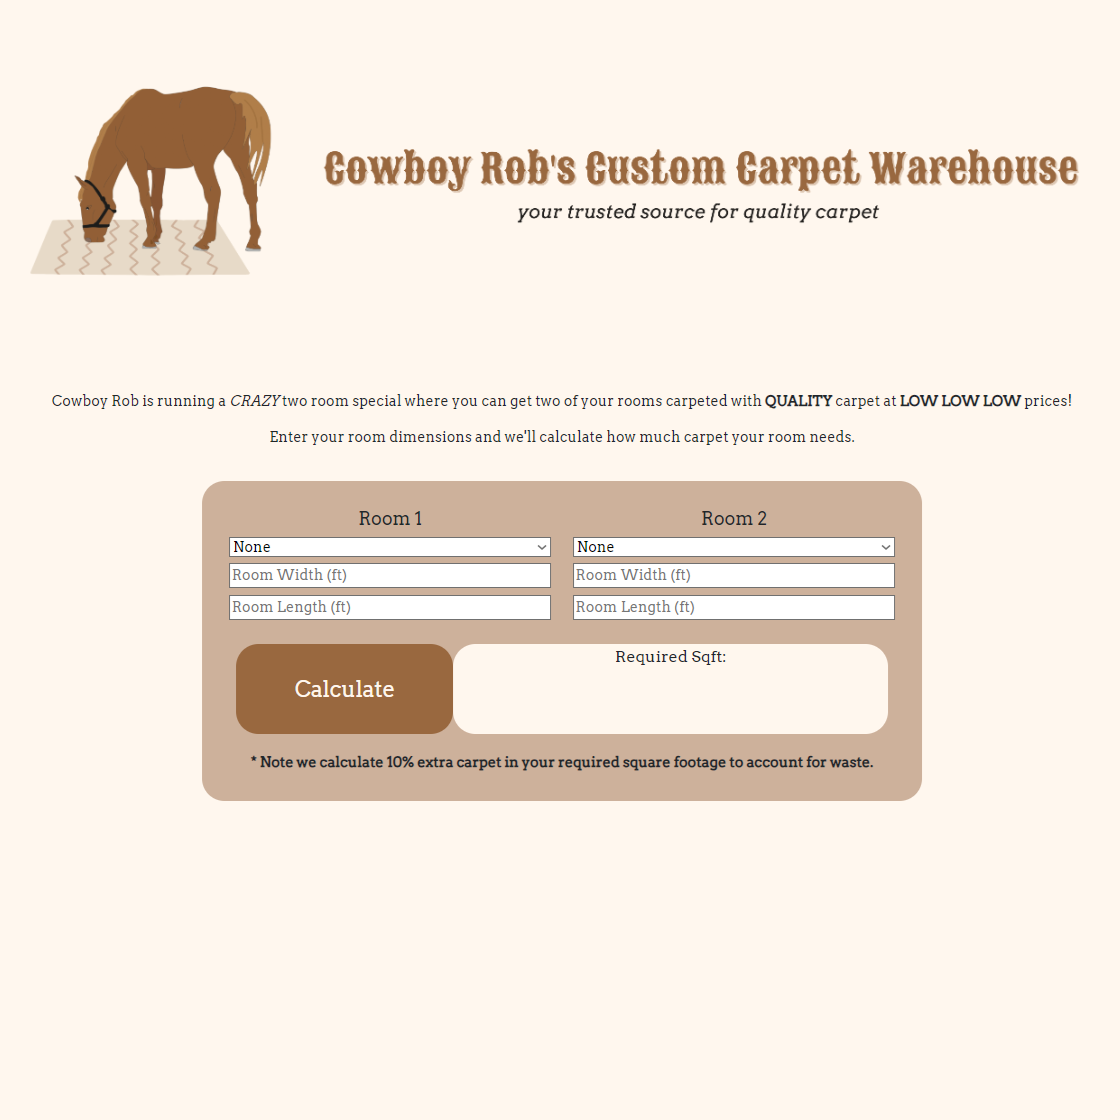 Cowboy Rob's Custom Carpet Warehouse
your trusted source for quality carpet
Cowboy Rob is running a CRAZY two room special where you can get two of your rooms carpeted with QUALITY carpet at LOW LOW LOW prices!
Enter your room dimensions and we'll calculate how much carpet your room needs.
Room 1 Room 2
None None
Room Width (ft) Room Width (ft)
Room Length (ft) Room Length (ft)
Required Sqft:
Calculate
* Note we calculate 10% extra carpet in your required square footage to account for waste.